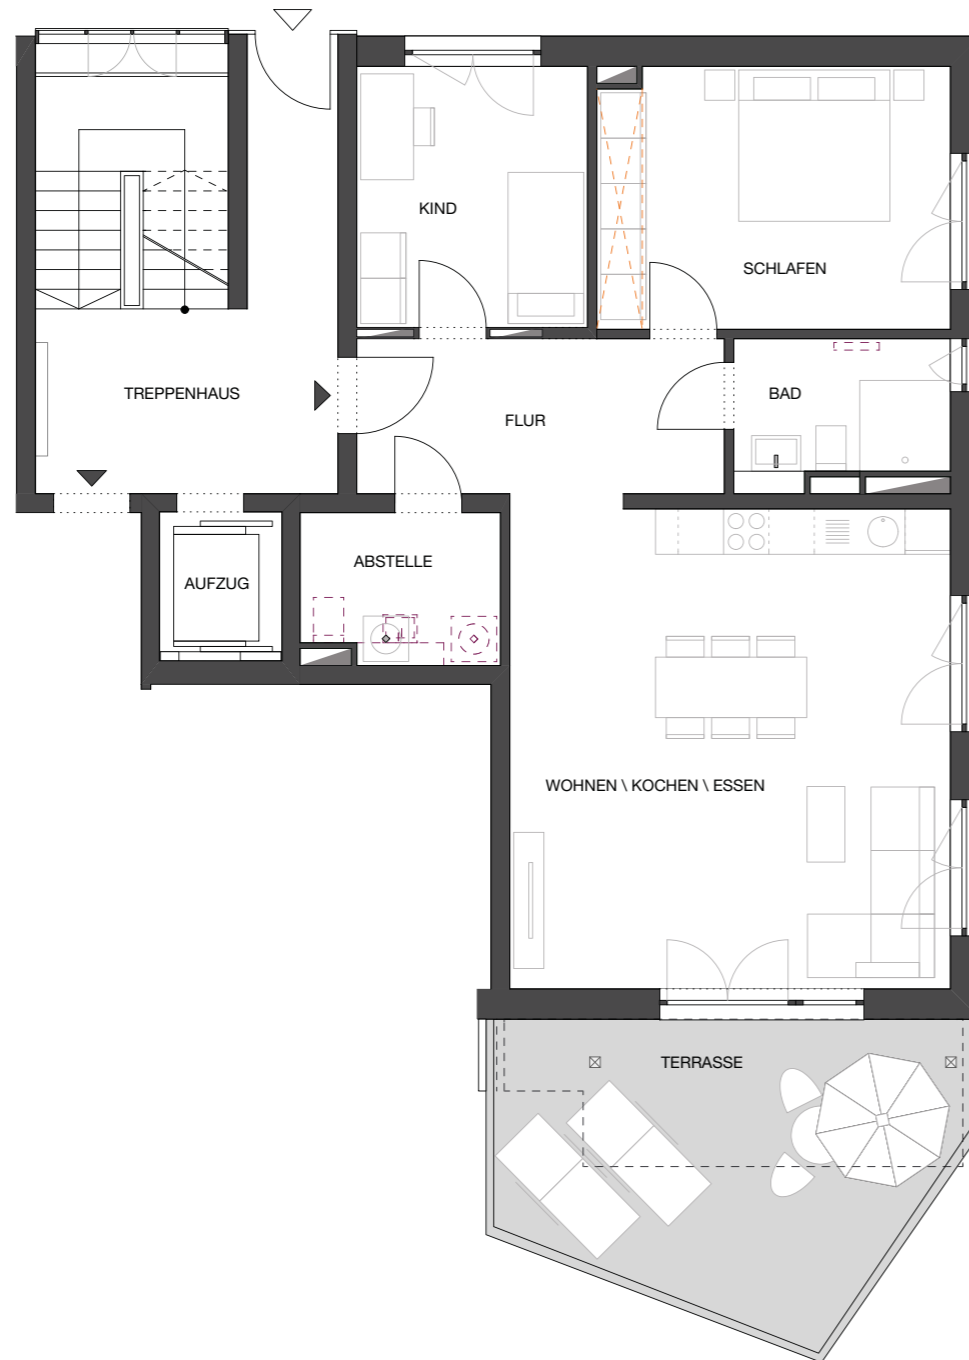 KIND
SCHLAFEN
TREPPENHAUS
BAD
FLUR
ABSTELLE
AUFZUG
WOHNEN \ KOCHEN \ ESSEN
TERRASSE